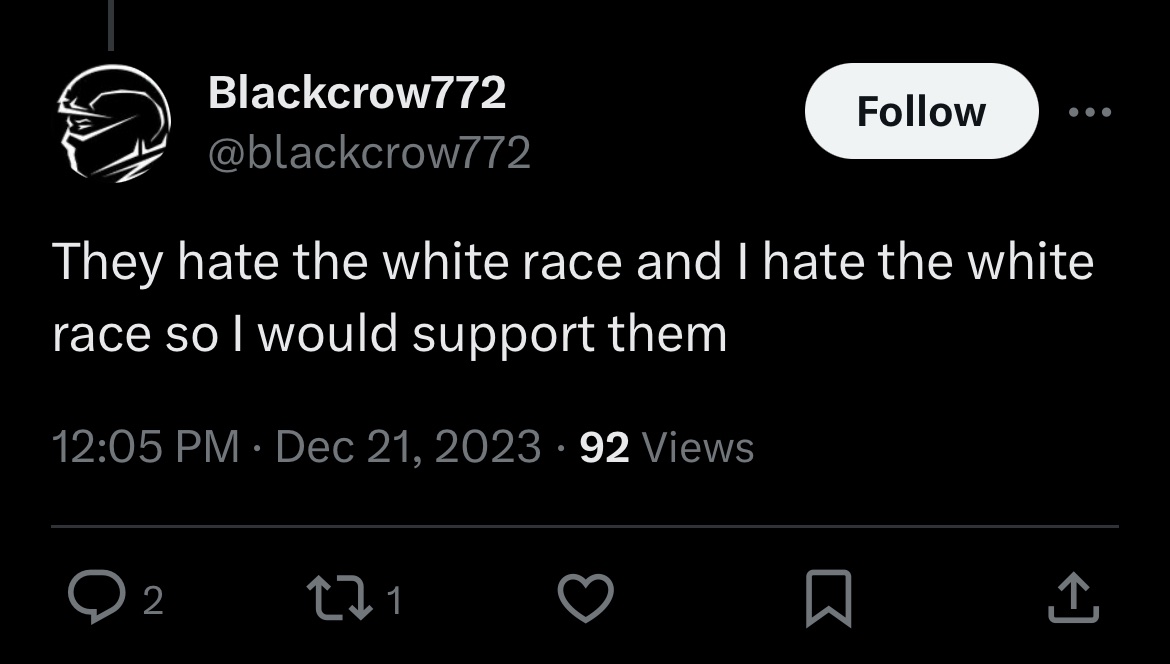 Blackcrow772
@blackcrow772
Follow
They hate the white race and I hate the white
race so I would support them
12:05 PM · Dec 21, 2023 · 92 Views
2
1